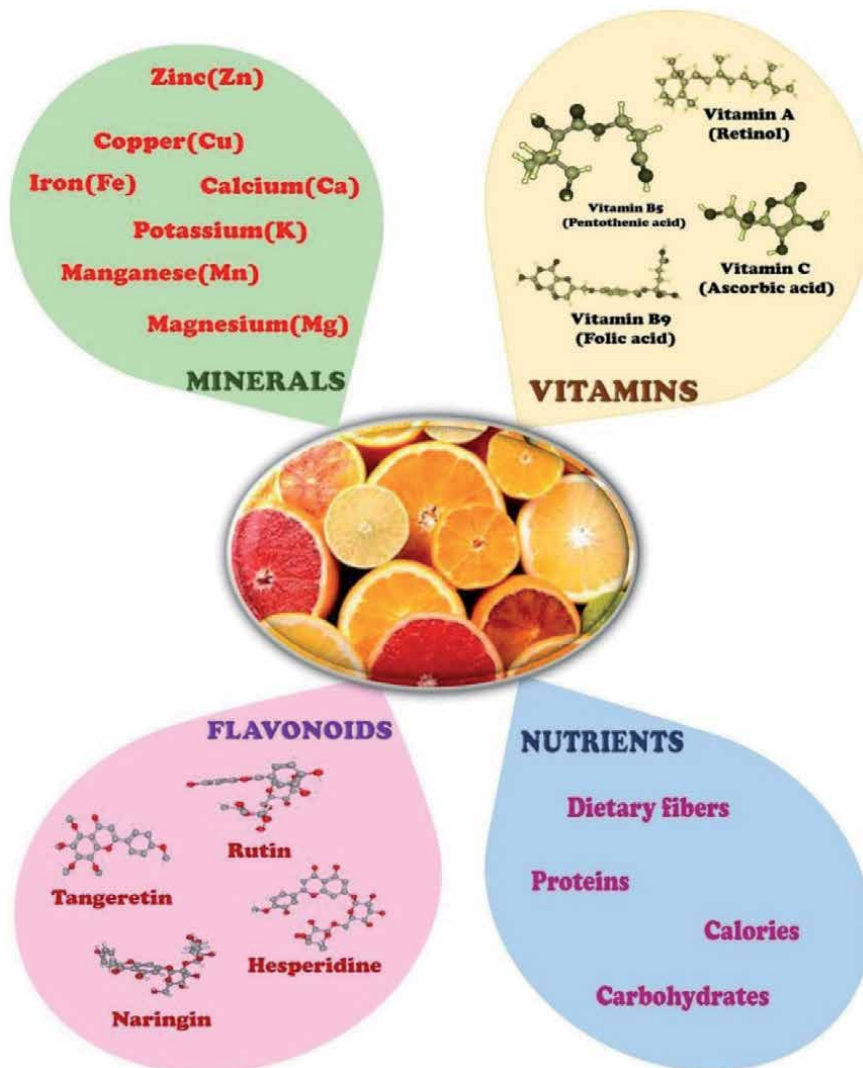 Zinc(Zn)
Copper(Cu)
Iron(Fe)
Calcium(Ca)
Potassium(K)
Manganese(Mn)
Magnesium(Mg)
MINERALS
Vitamin A
(Retinol)
Vitamin B5
(Pentothenic acid)
Vitamin C
(Ascorbic acid)
Vitamin B9
(Folic acid)
VITAMINS
FLAVONOIDS
Rutin
Tangeretin
Hesperidine
Naringin
NUTRIENTS
Dietary fibers
Proteins
Calories
Carbohydrates